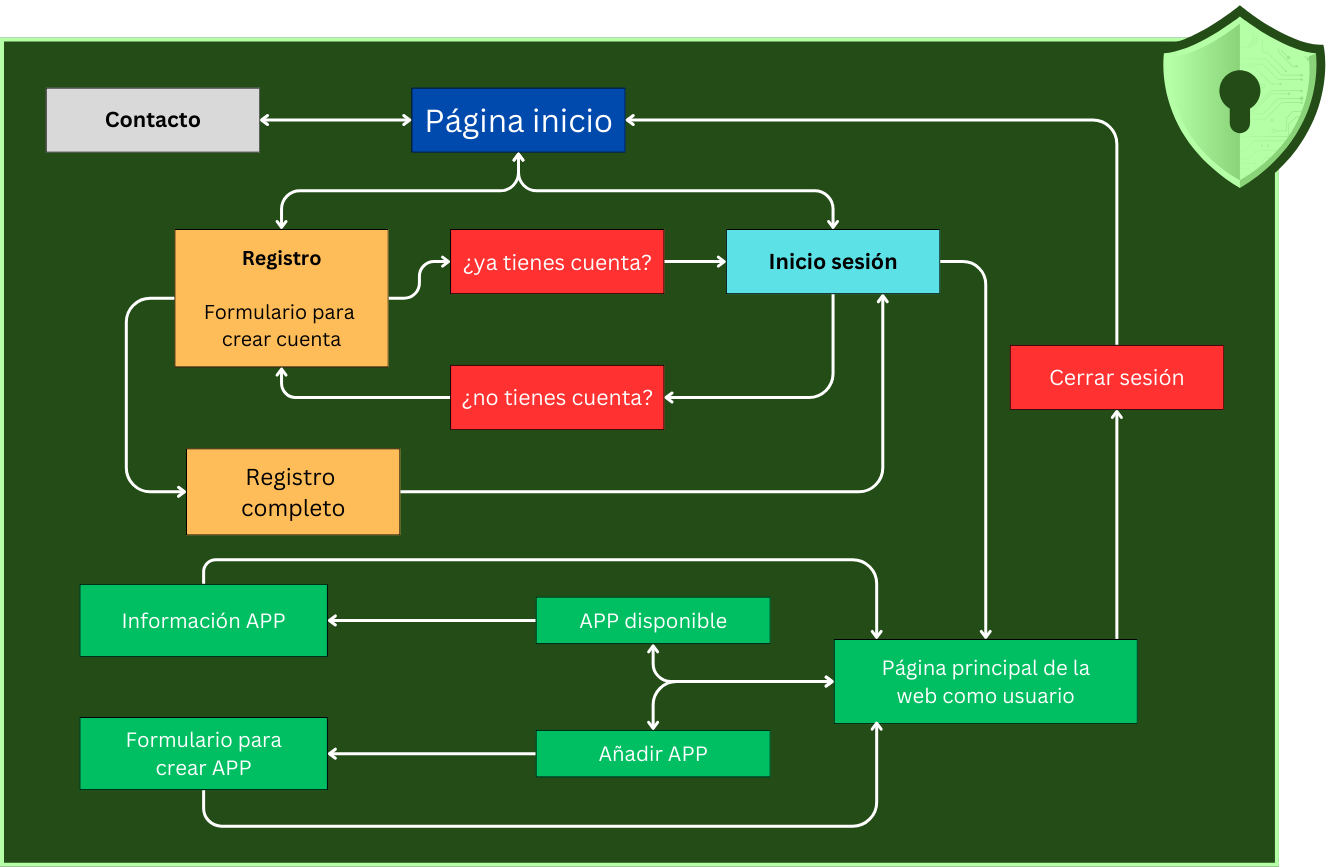 Contacto
Página inicio
Registro
Formulario para
crear cuenta
¿ya tienes cuenta?
Inicio sesión
¿no tienes cuenta?
Cerrar sesión
Registro
completo
Información APP
APP disponible
Página principal de la
web como usuario
Formulario para
crear APP
Añadir APP